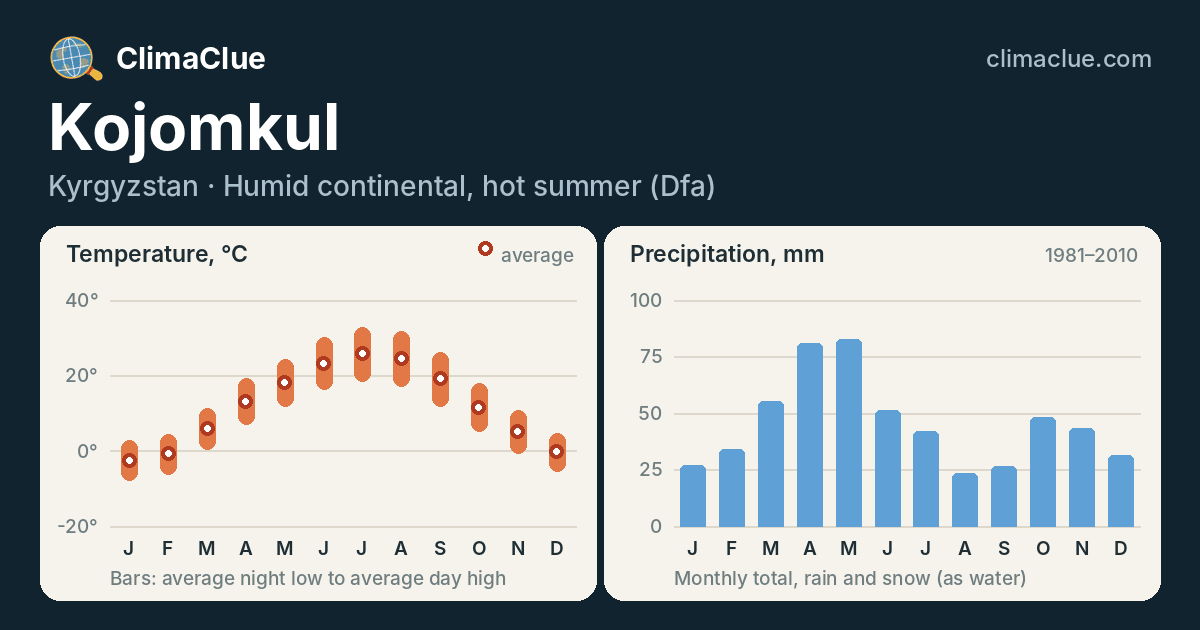 ClimaClue
climaclue.com
Kojomkul
Kyrgyzstan · Humid continental, hot summer (Dfa)
Temperature, °C
average
40°
20°
0°
-20°
J F M A M J J A S O N D
Bars: average night low to average day high
Precipitation, mm
1981–2010
100
75
50
25
0
J F M A M J J A S O N D
Monthly total, rain and snow (as water)